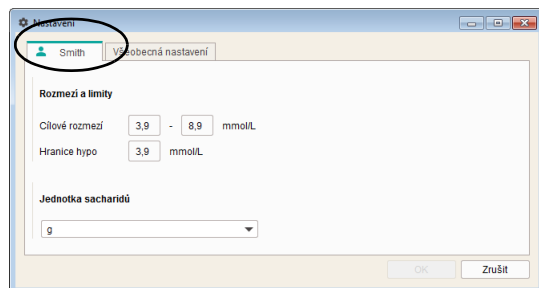 Nastavení
Smith
Všeobecná nastavení
Rozmezí a limity
Cílové rozmezí 3,9 - 8,9 mmol/L
Hranice hypo 3,9 mmol/L
Jednotka sacharidů
g
OK Zrušit